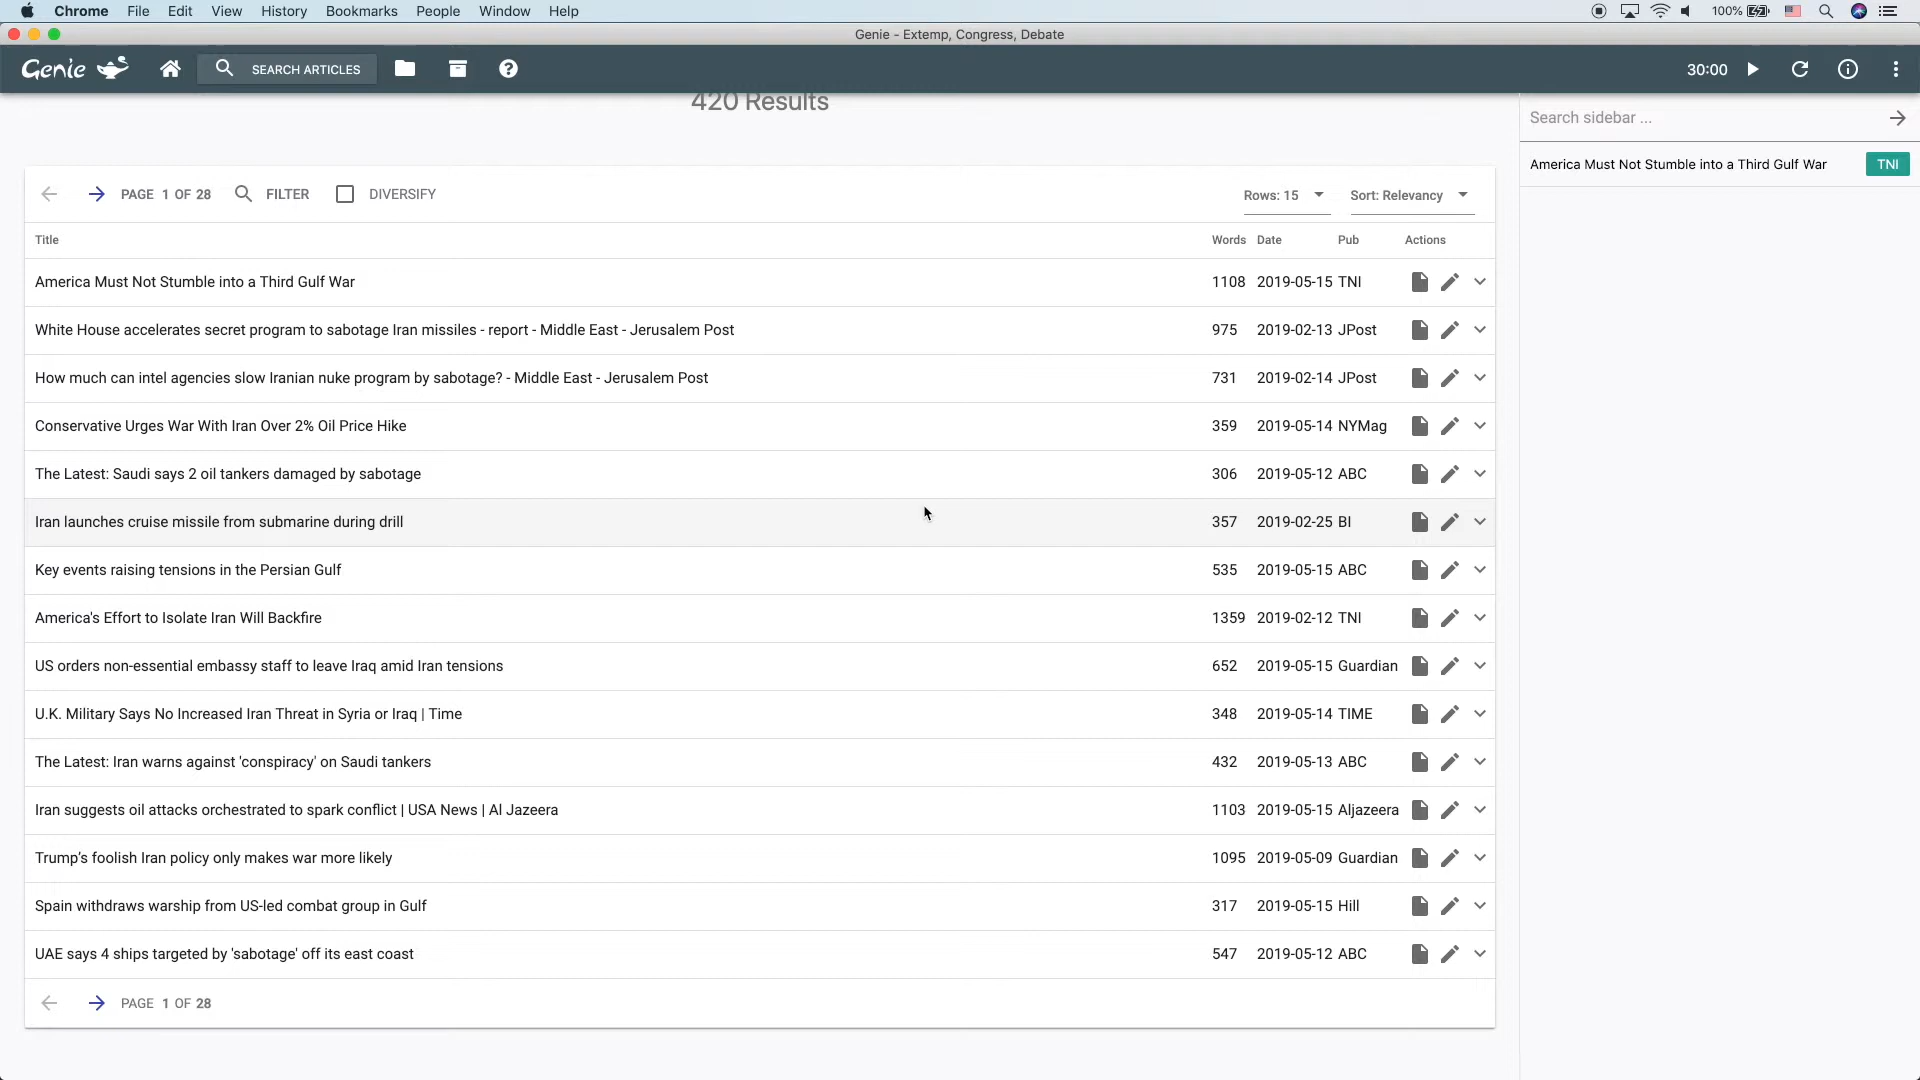 Chrome File Edit View History Bookmarks People Window Help 100%
Genie - Extemp, Congress, Debate
Genie SEARCH ARTICLES 30:00
420 Results
Search sidebar ...
America Must Not Stumble into a Third Gulf War TNI
PAGE 1 OF 28 FILTER DIVERSIFY Rows: 15 Sort: Relevancy
Title Words Date Pub Actions
America Must Not Stumble into a Third Gulf War 1108 2019-05-15 TNI
White House accelerates secret program to sabotage Iran missiles - report - Middle East - Jerusalem Post 975 2019-02-13 JPost
How much can intel agencies slow Iranian nuke program by sabotage? - Middle East - Jerusalem Post 731 2019-02-14 JPost
Conservative Urges War With Iran Over 2% Oil Price Hike 359 2019-05-14 NYMag
The Latest: Saudi says 2 oil tankers damaged by sabotage 306 2019-05-12 ABC
Iran launches cruise missile from submarine during drill 357 2019-02-25 BI
Key events raising tensions in the Persian Gulf 535 2019-05-15 ABC
America's Effort to Isolate Iran Will Backfire 1359 2019-02-12 TNI
US orders non-essential embassy staff to leave Iraq amid Iran tensions 652 2019-05-15 Guardian
U.K. Military Says No Increased Iran Threat in Syria or Iraq | Time 348 2019-05-14 TIME
The Latest: Iran warns against 'conspiracy' on Saudi tankers 432 2019-05-13 ABC
Iran suggests oil attacks orchestrated to spark conflict | USA News | Al Jazeera 1103 2019-05-15 Aljazeera
Trump’s foolish Iran policy only makes war more likely 1095 2019-05-09 Guardian
Spain withdraws warship from US-led combat group in Gulf 317 2019-05-15 Hill
UAE says 4 ships targeted by 'sabotage' off its east coast 547 2019-05-12 ABC
PAGE 1 OF 28